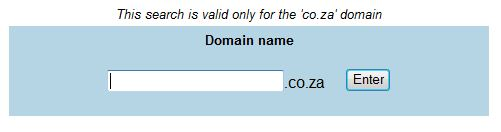 This search is valid only for the 'co.za' domain
Domain name
.co.za Enter